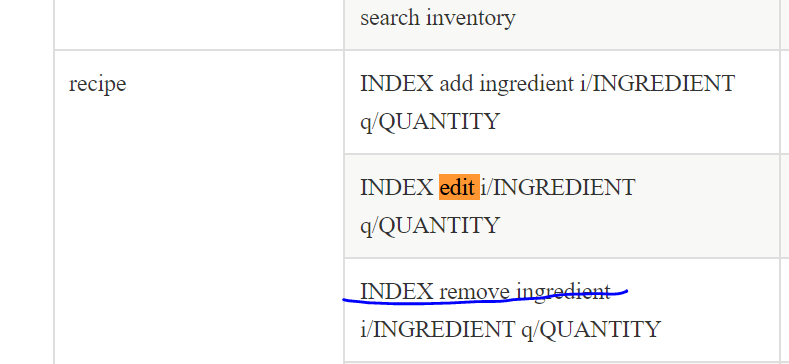 search inventory
recipe
INDEX add ingredient i/INGREDIENT
q/QUANTITY
INDEX edit i/INGREDIENT
q/QUANTITY
INDEX remove ingredient
i/INGREDIENT q/QUANTITY